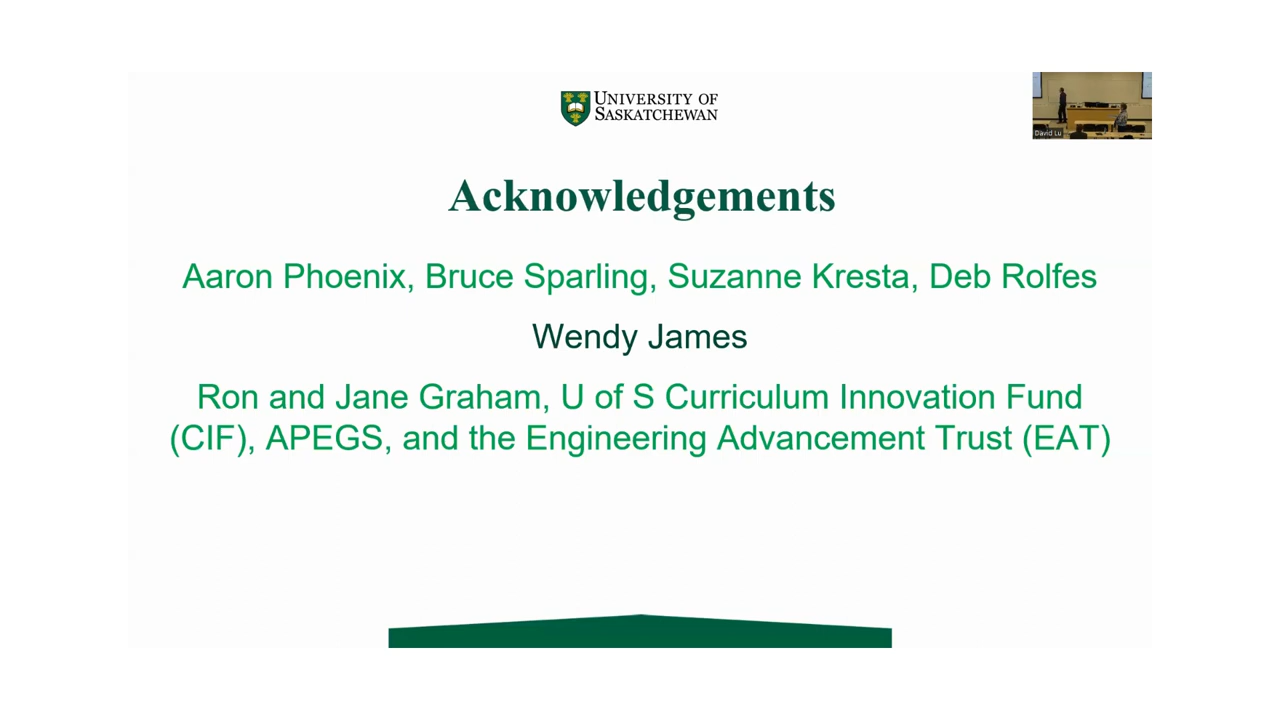 UNIVERSITY OF
SASKATCHEWAN
David Lu
Acknowledgements
Aaron Phoenix, Bruce Sparling, Suzanne Kresta, Deb Rolfes
Wendy James
Ron and Jane Graham, U of S Curriculum Innovation Fund
(CIF), APEGS, and the Engineering Advancement Trust (EAT)